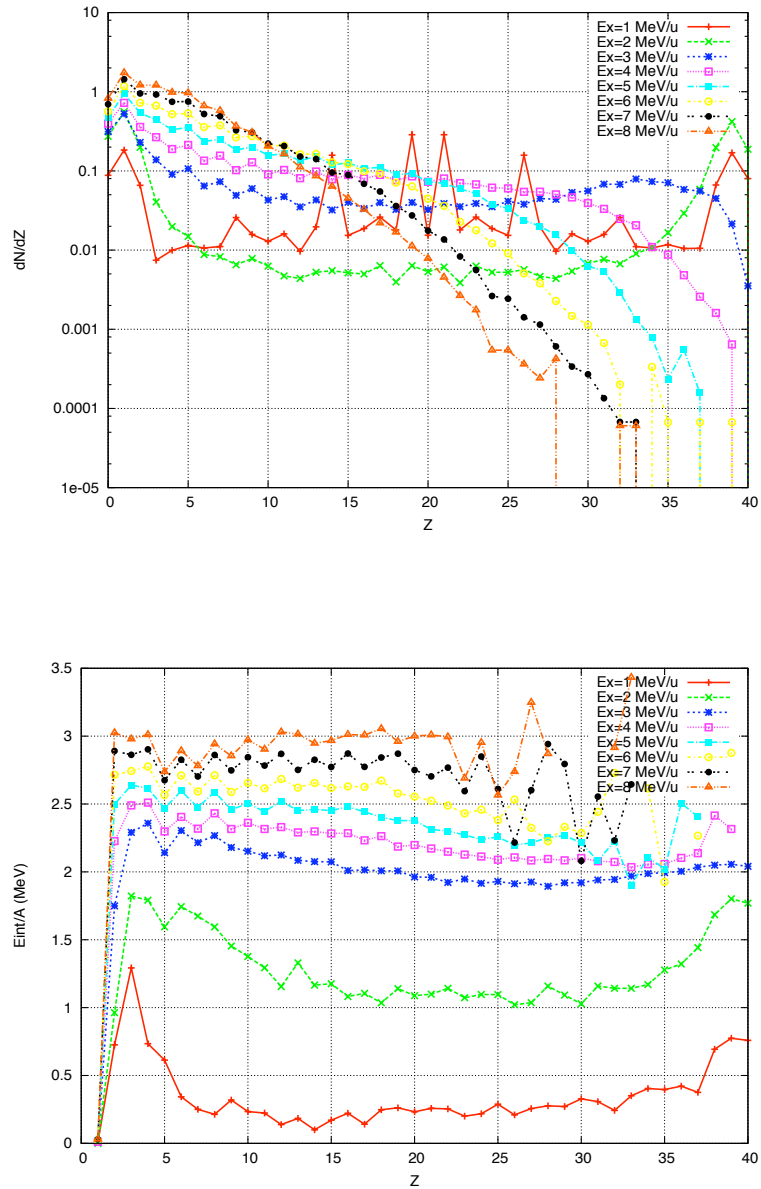 10
1
0.1
0.01
0.001
0.0001
1e-05
dN/dZ
0 5 10 15 20 25 30 35 40
Z
Ex=1 MeV/u
Ex=2 MeV/u
Ex=3 MeV/u
Ex=4 MeV/u
Ex=5 MeV/u
Ex=6 MeV/u
Ex=7 MeV/u
Ex=8 MeV/u
3.5
3
2.5
2
1.5
1
0.5
0
Eint/A (MeV)
0 5 10 15 20 25 30 35 40
Z
Ex=1 MeV/u
Ex=2 MeV/u
Ex=3 MeV/u
Ex=4 MeV/u
Ex=5 MeV/u
Ex=6 MeV/u
Ex=7 MeV/u
Ex=8 MeV/u